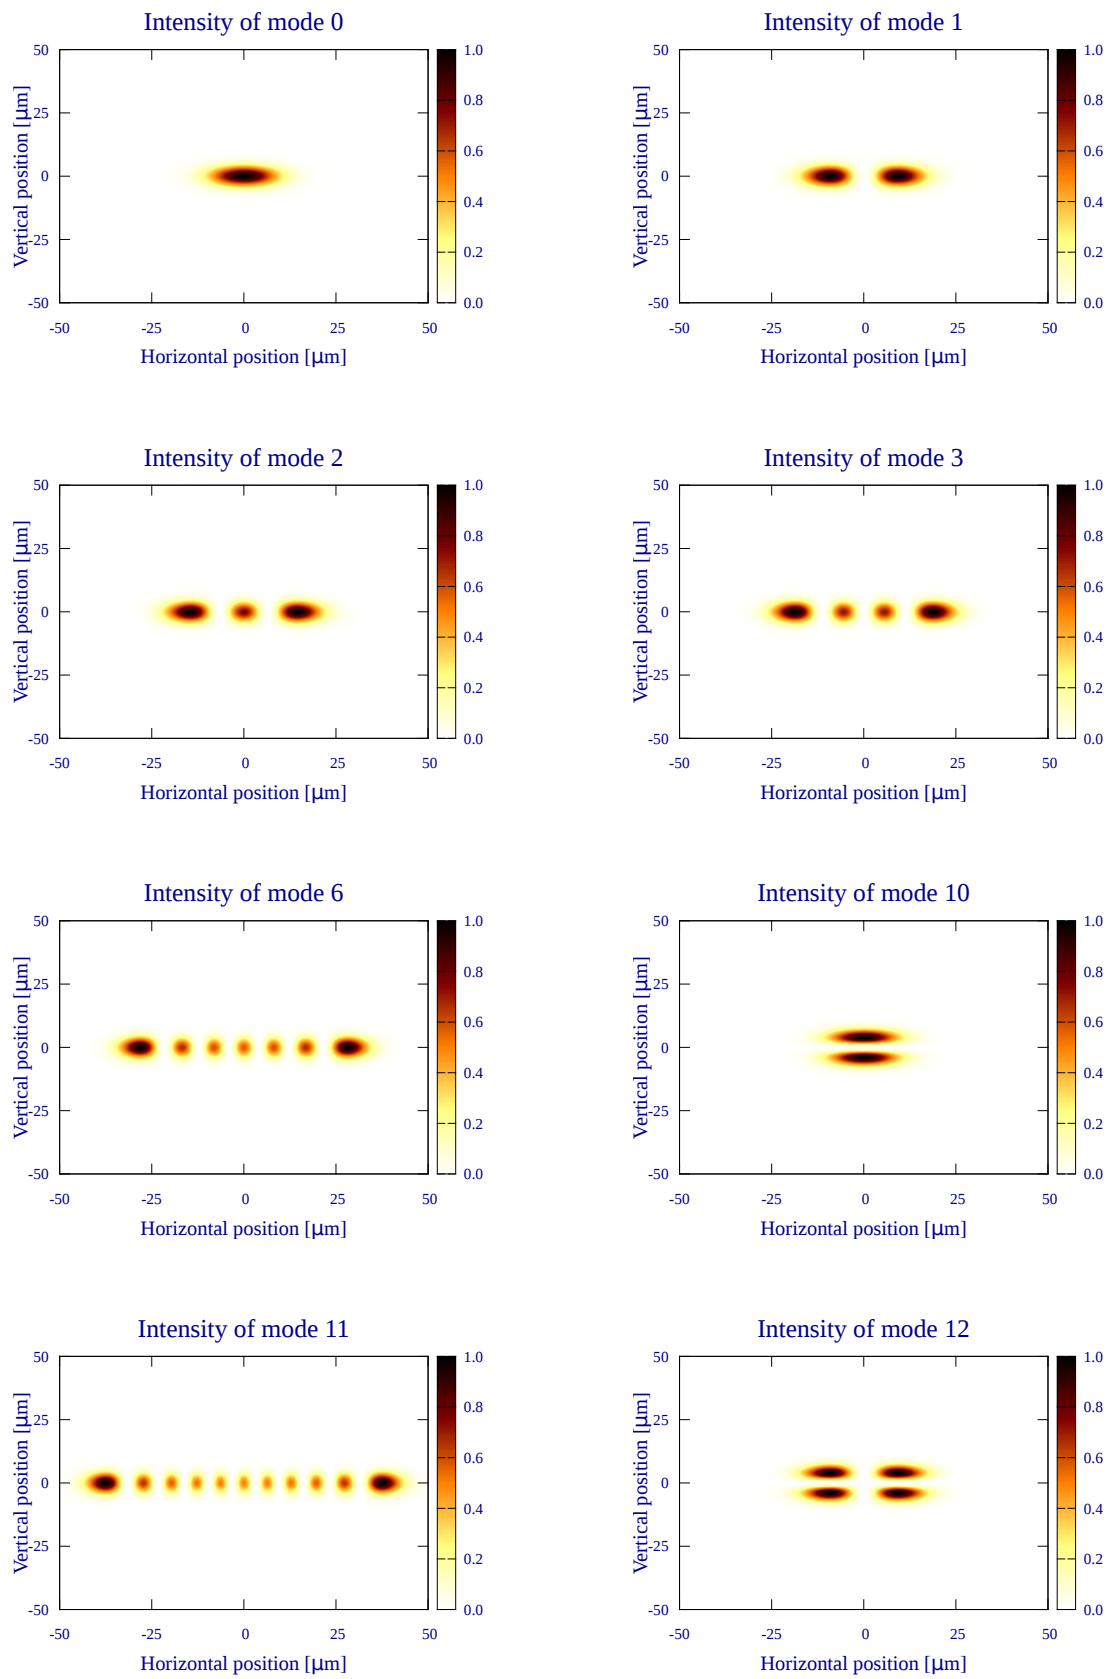 Intensity of mode 0
50
25
0
-25
-50
Vertical position [μm]
-50 -25 0 25 50
Horizontal position [μm]
1.0
0.8
0.6
0.4
0.2
0.0
Intensity of mode 1
50
25
0
-25
-50
Vertical position [μm]
-50 -25 0 25 50
Horizontal position [μm]
1.0
0.8
0.6
0.4
0.2
0.0
Intensity of mode 2
50
25
0
-25
-50
Vertical position [μm]
-50 -25 0 25 50
Horizontal position [μm]
1.0
0.8
0.6
0.4
0.2
0.0
Intensity of mode 3
50
25
0
-25
-50
Vertical position [μm]
-50 -25 0 25 50
Horizontal position [μm]
1.0
0.8
0.6
0.4
0.2
0.0
Intensity of mode 6
50
25
0
-25
-50
Vertical position [μm]
-50 -25 0 25 50
Horizontal position [μm]
1.0
0.8
0.6
0.4
0.2
0.0
Intensity of mode 10
50
25
0
-25
-50
Vertical position [μm]
-50 -25 0 25 50
Horizontal position [μm]
1.0
0.8
0.6
0.4
0.2
0.0
Intensity of mode 11
50
25
0
-25
-50
Vertical position [μm]
-50 -25 0 25 50
Horizontal position [μm]
1.0
0.8
0.6
0.4
0.2
0.0
Intensity of mode 12
50
25
0
-25
-50
Vertical position [μm]
-50 -25 0 25 50
Horizontal position [μm]
1.0
0.8
0.6
0.4
0.2
0.0